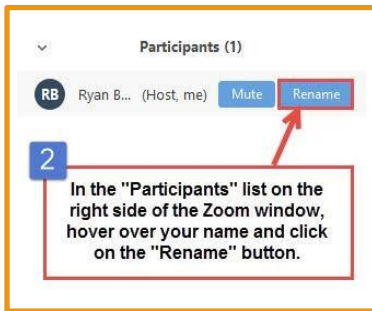 Participants (1)
RB Ryan B... (Host, me) Mute Rename
2
In the "Participants" list on the
right side of the Zoom window,
hover over your name and click
on the "Rename" button.